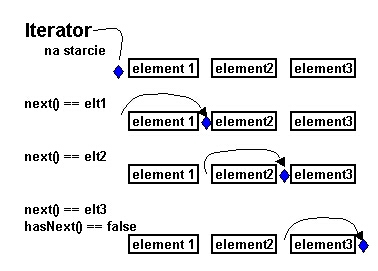 Iterator
na starcie
element 1 element2 element3
next() == elt1
element 1 element2 element3
next() == elt2
element 1 element2 element3
next() == elt3
hasNext() == false
element 1 element2 element3